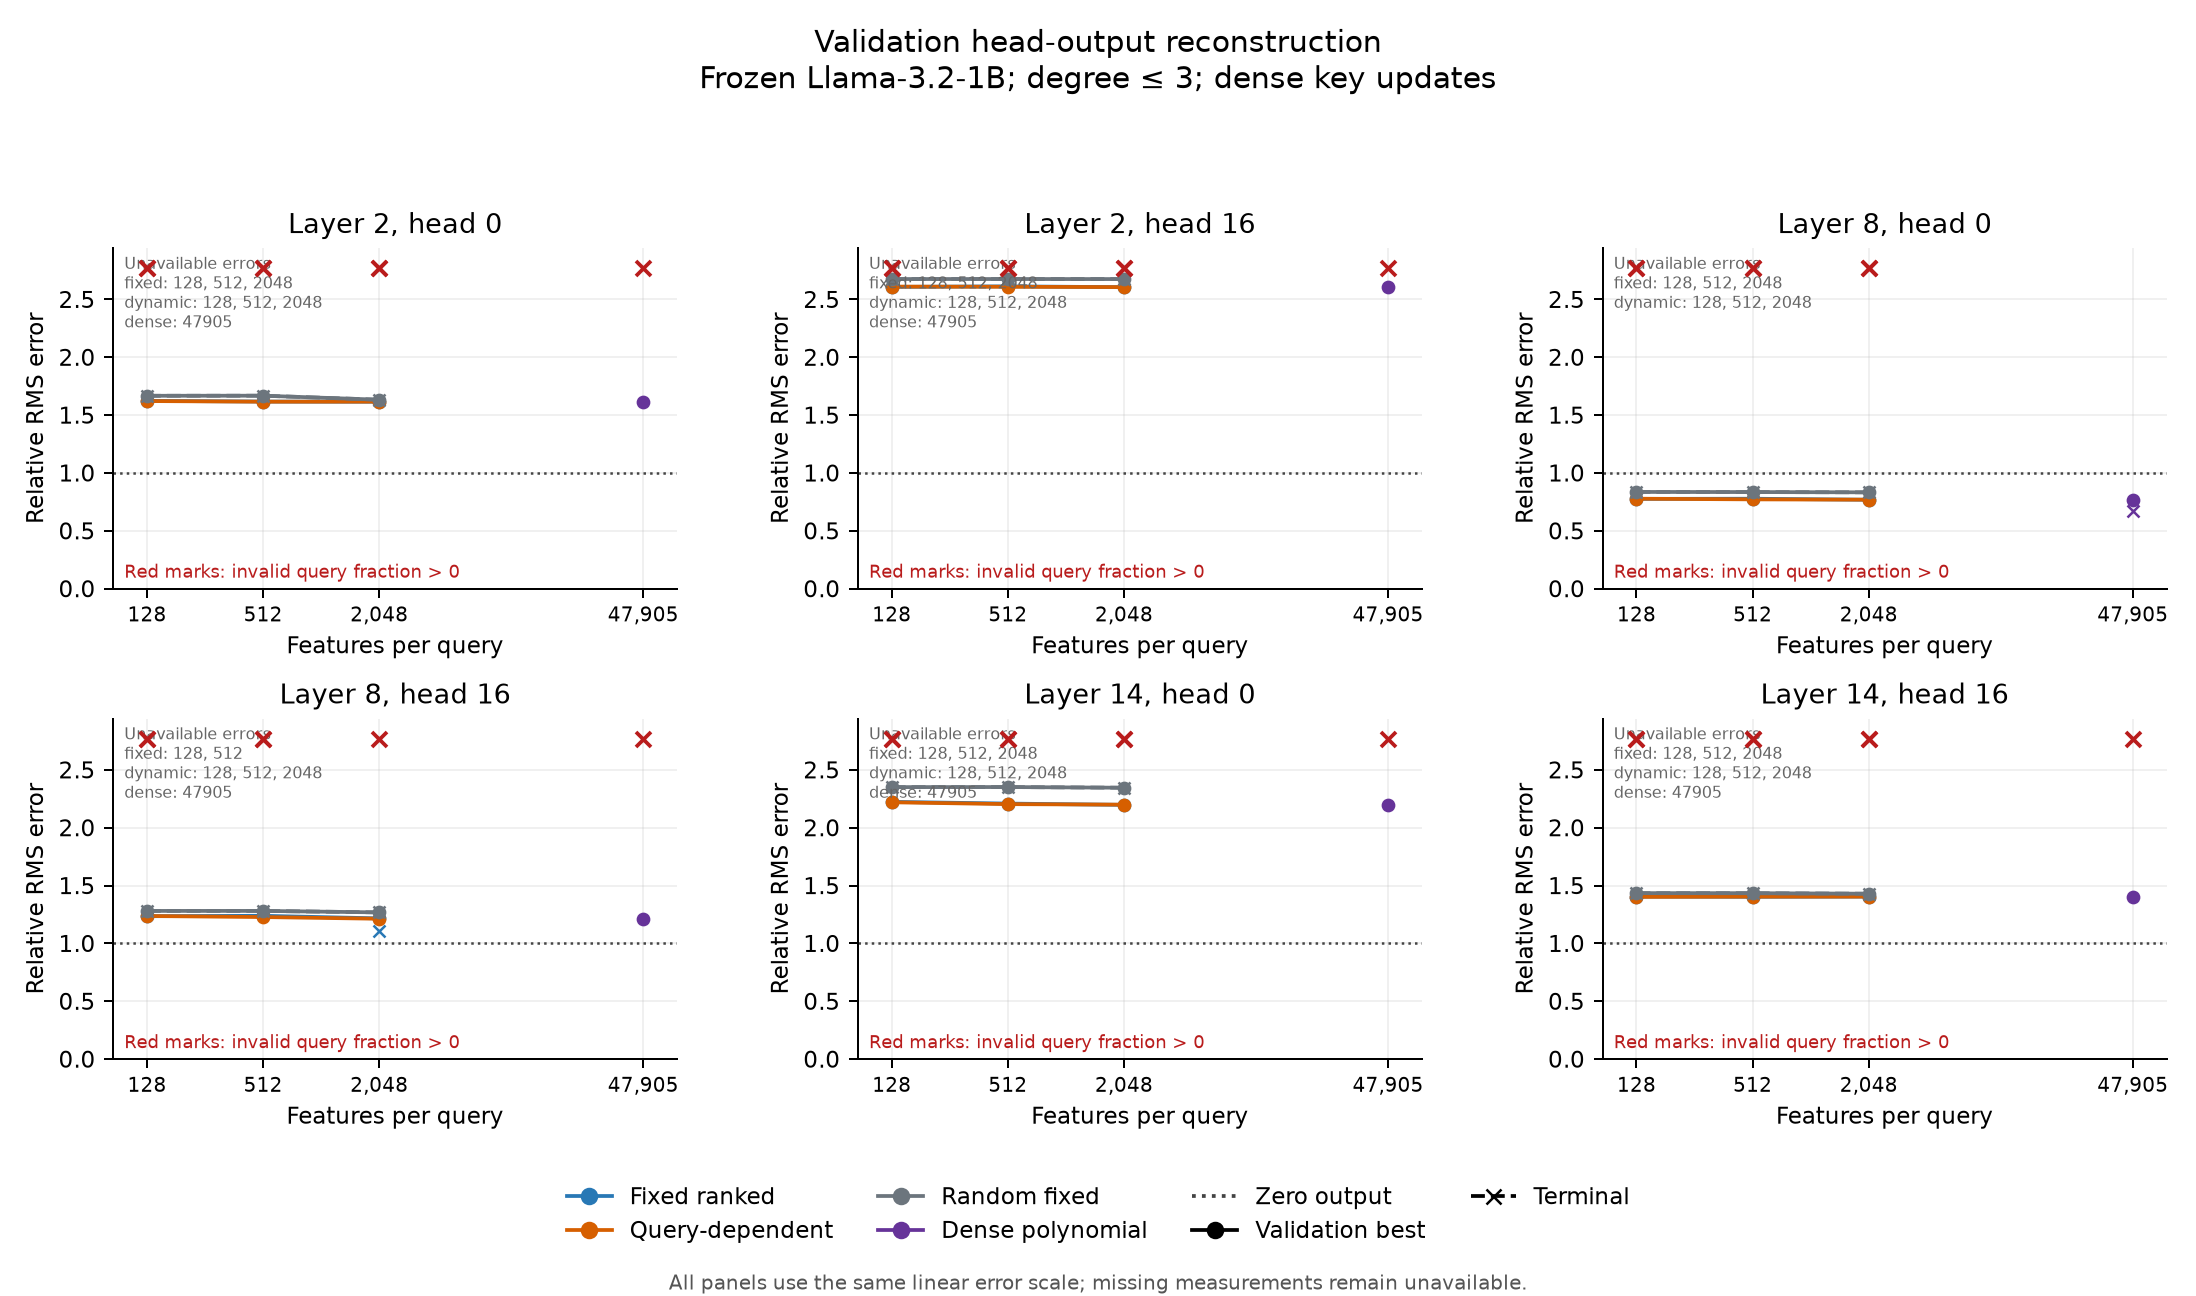 Validation head-output reconstruction
Frozen Llama-3.2-1B; degree ≤ 3; dense key updates
Layer 2, head 0
Unavailable errors
fixed: 128, 512, 2048
dynamic: 128, 512, 2048
dense: 47905
Relative RMS error
2.5
2.0
1.5
1.0
0.5
0.0
Red marks: invalid query fraction > 0
128 512 2,048 47,905
Features per query
Layer 2, head 16
Unavailable errors
fixed: 128, 512, 2048
dynamic: 128, 512, 2048
dense: 47905
Relative RMS error
2.5
2.0
1.5
1.0
0.5
0.0
Red marks: invalid query fraction > 0
128 512 2,048 47,905
Features per query
Layer 8, head 0
Unavailable errors
fixed: 128, 512, 2048
dynamic: 128, 512, 2048
Relative RMS error
2.5
2.0
1.5
1.0
0.5
0.0
Red marks: invalid query fraction > 0
128 512 2,048 47,905
Features per query
Layer 8, head 16
Unavailable errors
fixed: 128, 512
dynamic: 128, 512, 2048
dense: 47905
Relative RMS error
2.5
2.0
1.5
1.0
0.5
0.0
Red marks: invalid query fraction > 0
128 512 2,048 47,905
Features per query
Layer 14, head 0
Unavailable errors
fixed: 128, 512, 2048
dynamic: 128, 512, 2048
dense: 47905
Relative RMS error
2.5
2.0
1.5
1.0
0.5
0.0
Red marks: invalid query fraction > 0
128 512 2,048 47,905
Features per query
Layer 14, head 16
Unavailable errors
fixed: 128, 512, 2048
dynamic: 128, 512, 2048
dense: 47905
Relative RMS error
2.5
2.0
1.5
1.0
0.5
0.0
Red marks: invalid query fraction > 0
128 512 2,048 47,905
Features per query
Fixed ranked Random fixed Zero output Terminal
Query-dependent Dense polynomial Validation best
All panels use the same linear error scale; missing measurements remain unavailable.